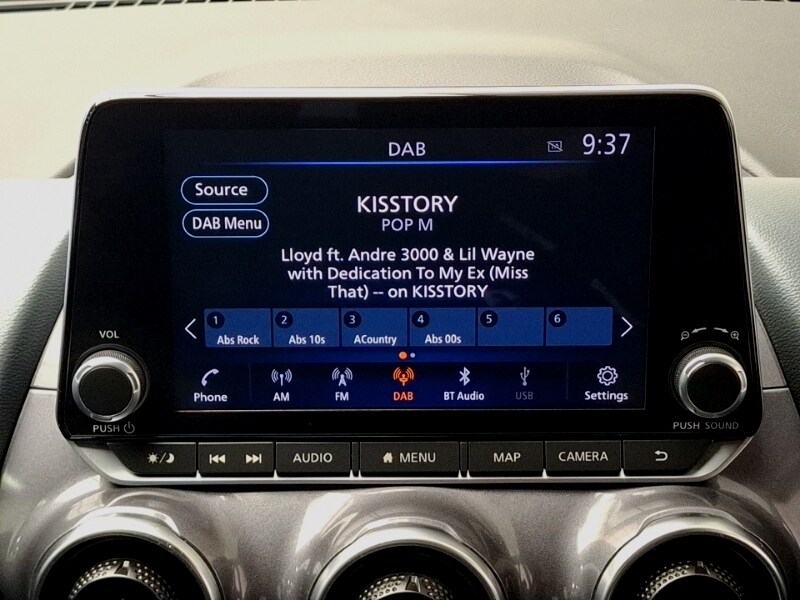 DAB
9:37
Source
KISSTORY
DAB Menu
POP M
Lloyd ft. Andre 3000 & Lil Wayne
with Dedication To My Ex (Miss
That) -- on KISSTORY
1 2 3 4 5 6
Abs Rock Abs 10s ACountry Abs 00s
VOL
Phone AM FM DAB BT Audio USB Settings
PUSH
PUSH SOUND
AUDIO MENU MAP CAMERA